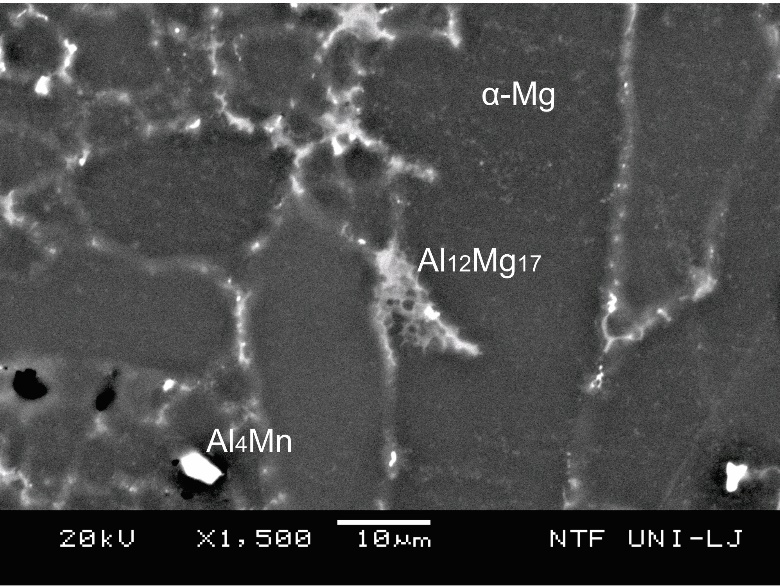 α-Mg
Al₁₂Mg₁₇
Al₄Mn
20kV X1,500 10μm NTF UNI-LJ